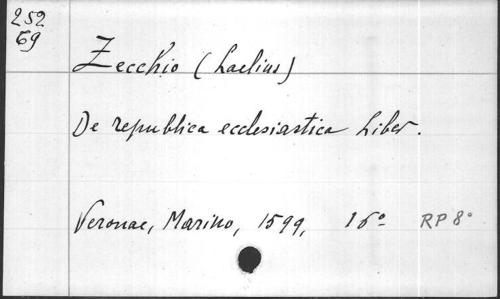 252
69
Zecchio (Laelius)
De republica ecclesiastica Liber.
Veronae, Marino, 1599, 16° RP 8°